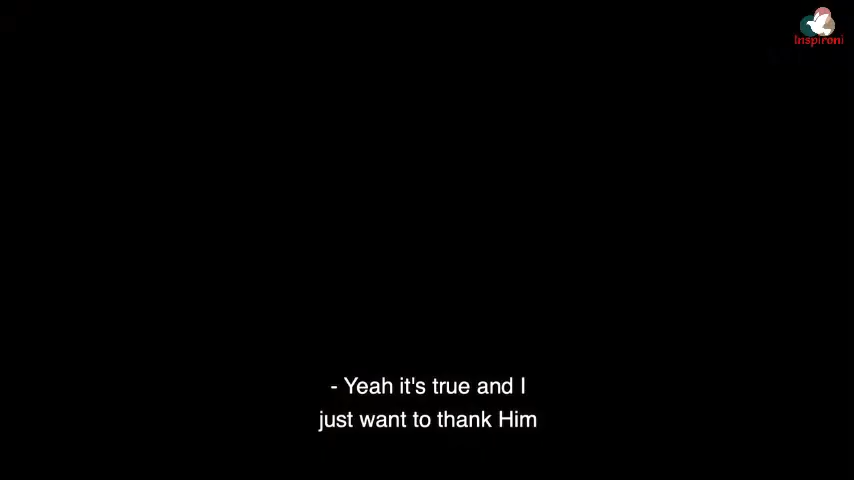 Inspironi
- Yeah it's true and I
just want to thank Him